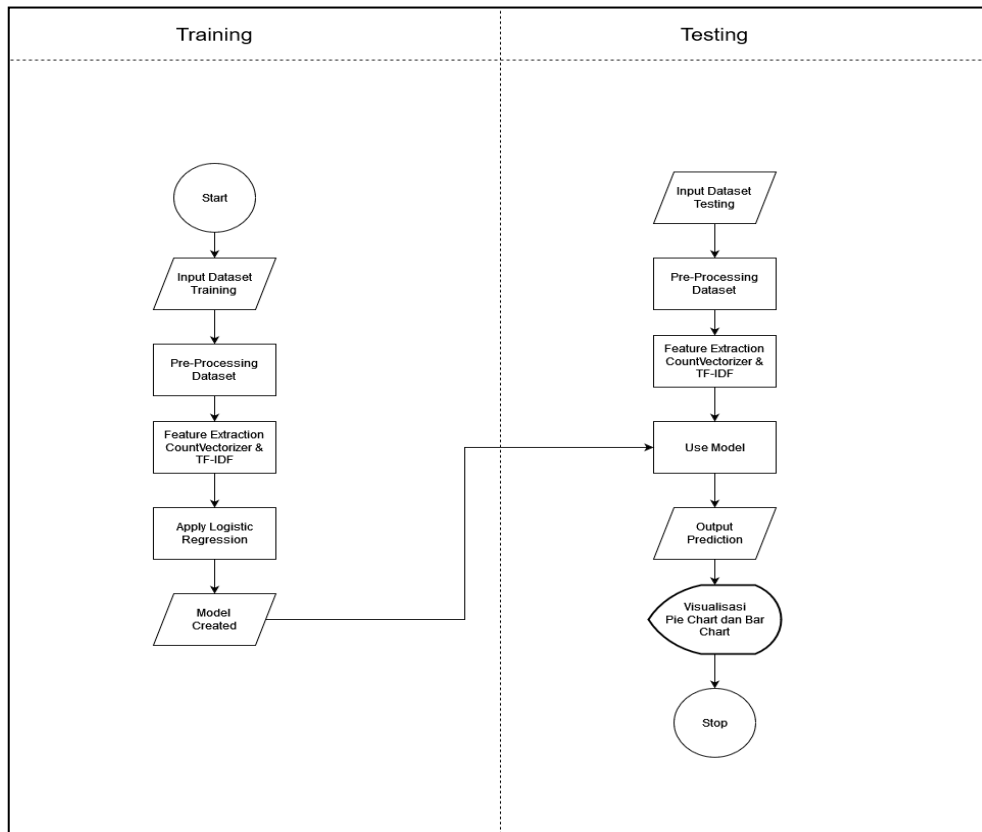 Training
Testing
Start
Input Dataset
Training
Pre-Processing
Dataset
Feature Extraction
CountVectorizer &
TF-IDF
Apply Logistic
Regression
Model
Created
Input Dataset
Testing
Pre-Processing
Dataset
Feature Extraction
CountVectorizer &
TF-IDF
Use Model
Output
Prediction
Visualisasi
Pie Chart dan Bar
Chart
Stop